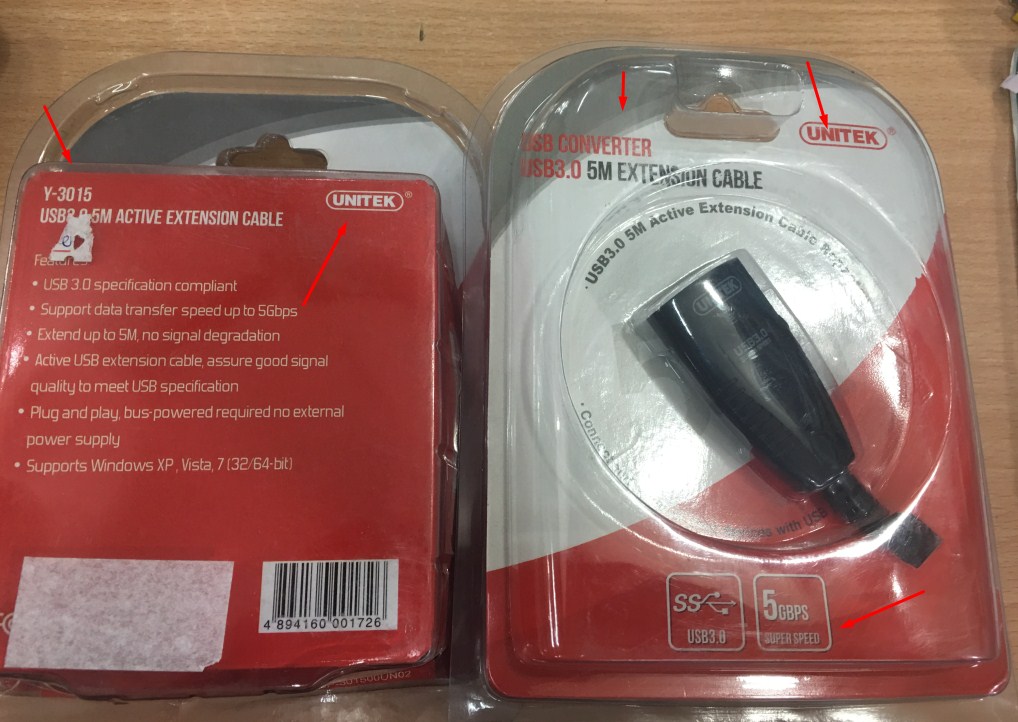 Y-3015
UNITEK®
5M ACTIVE EXTENSION CABLE
• USB 3.0 specification compliant
• Support data transfer speed up to 5Gbps
• Extend up to 5M, no signal degradation
• Active USB extension cable, assure good signal
quality to meet USB specification
• Plug and play, bus-powered required no external
power supply
• Supports Windows XP , Vista, 7 (32/64-bit)
4 894160 001726
UNITEK®
USB CONVERTER
USB3.0 5M EXTENSION CABLE
• USB3.0 5M Active Extension Cable
UNITEK
USB3.0
with USB
SS
USB3.0
5GBPS
SUPER SPEED